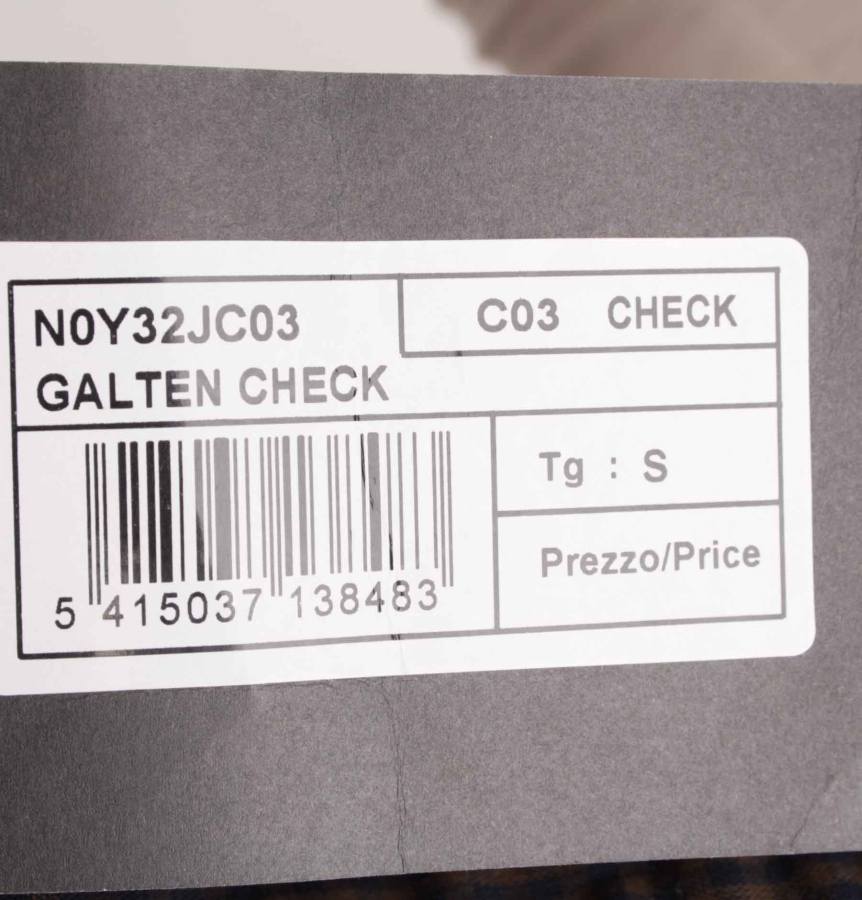 N0Y32JC03
C03 CHECK
GALTEN CHECK
Tg : S
Prezzo/Price
5 415037 138483